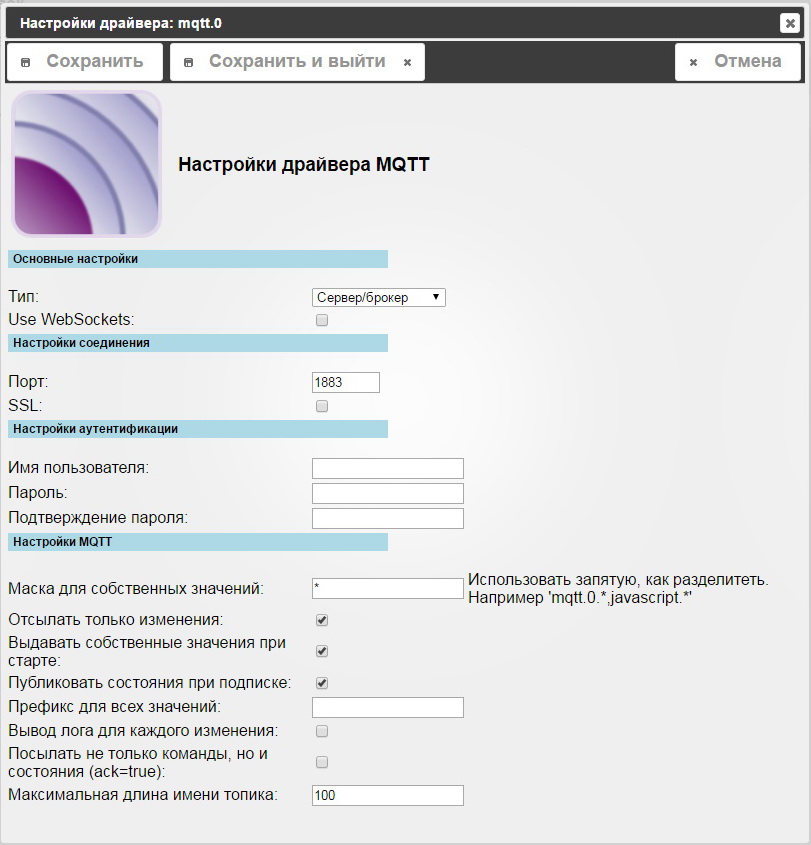 Настройки драйвера: mqtt.0
Сохранить
Сохранить и выйти
Отмена
Настройки драйвера MQTT
Основные настройки
Тип:
Сервер/брокер
Use WebSockets:
Настройки соединения
Порт:
1883
SSL:
Настройки аутентификации
Имя пользователя:
Пароль:
Подтверждение пароля:
Настройки MQTT
Маска для собственных значений:
*
Использовать запятую, как разделитеть.
Например 'mqtt.0.*,javascript.*'
Отсылать только изменения:
Выдавать собственные значения при
старте:
Публиковать состояния при подписке:
Префикс для всех значений:
Вывод лога для каждого изменения:
Посылать не только команды, но и
состояния (ack=true):
Максимальная длина имени топика:
100